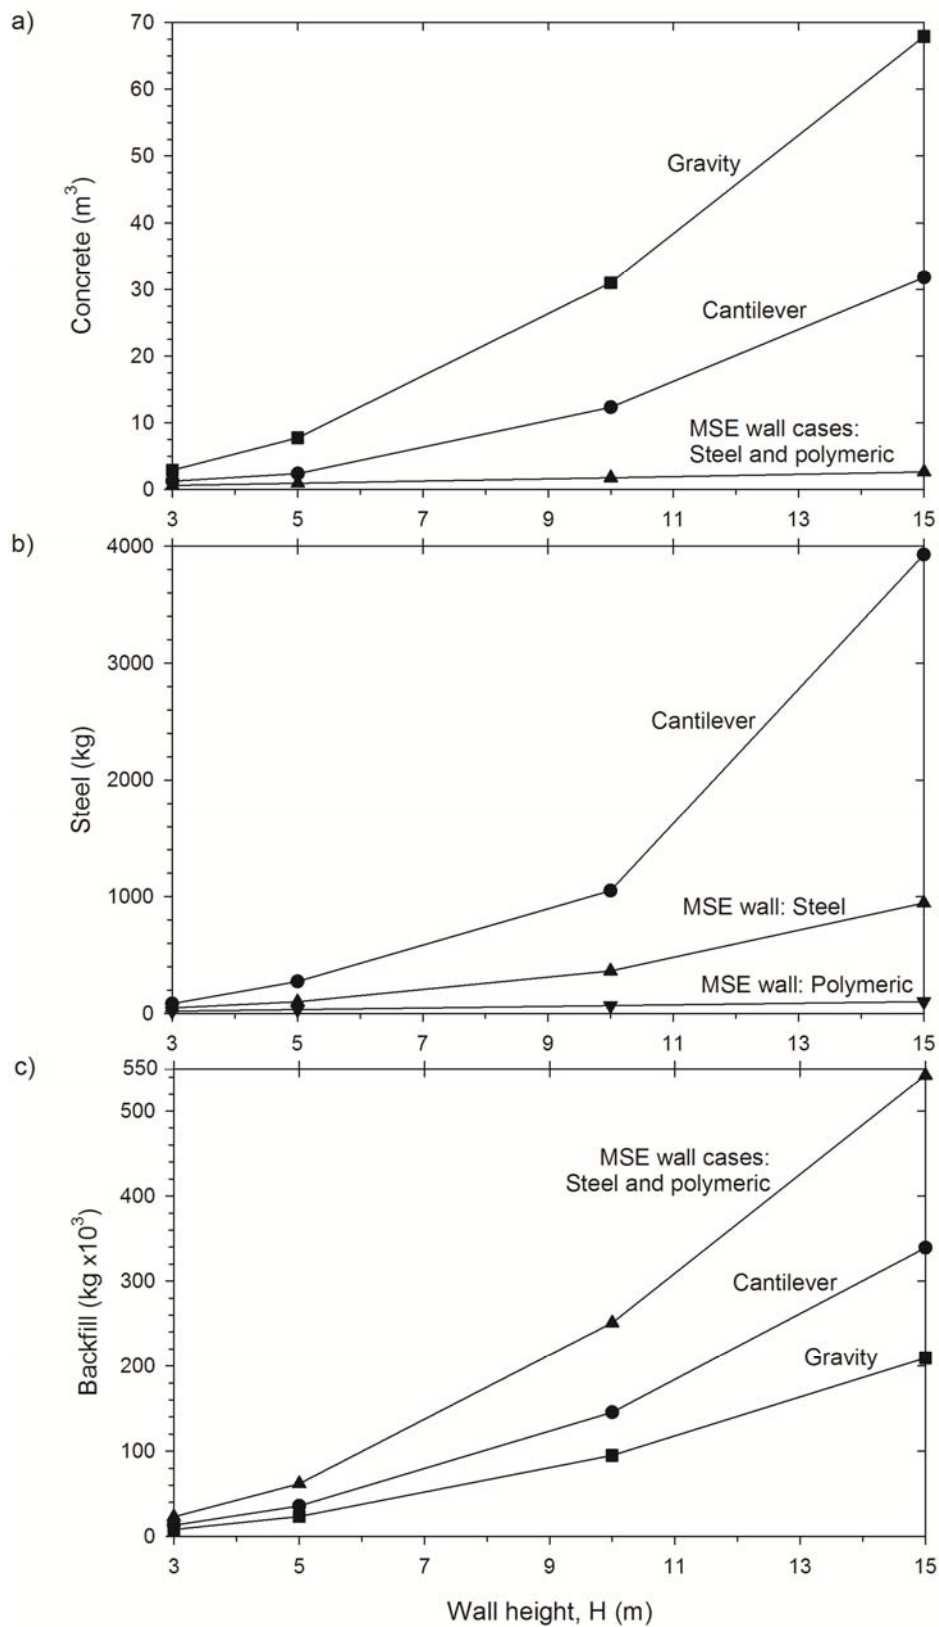 a)
70
60
50
40
30
20
10
0
Concrete (m³)
Gravity
Cantilever
MSE wall cases:
Steel and polymeric
3 5 7 9 11 13 15
b)
4000
3000
2000
1000
0
Steel (kg)
Cantilever
MSE wall: Steel
MSE wall: Polymeric
3 5 7 9 11 13 15
c)
550
500
400
300
200
100
0
Backfill (kg x10³)
MSE wall cases:
Steel and polymeric
Cantilever
Gravity
3 5 7 9 11 13 15
Wall height, H (m)